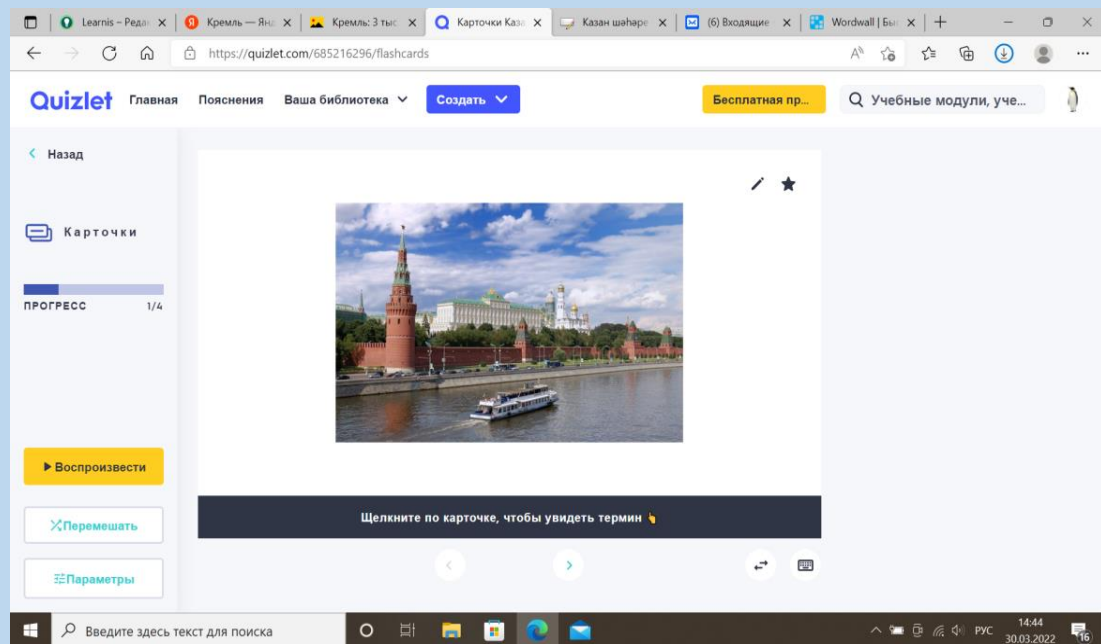 Learnis – Реда
Кремль — Янд
Кремль: 3 тыс
Карточки Каза
Казан шәһәре
(6) Входящие
Wordwall | Бы
https://quizlet.com/685216296/flashcards
Quizlet
Главная
Пояснения
Ваша библиотека
Создать
Бесплатная пр...
Учебные модули, уче...
Назад
Карточки
ПРОГРЕСС 1/4
Воспроизвести
Перемешать
Параметры
Щелкните по карточке, чтобы увидеть термин
Введите здесь текст для поиска
РУС
14:44
30.03.2022
16